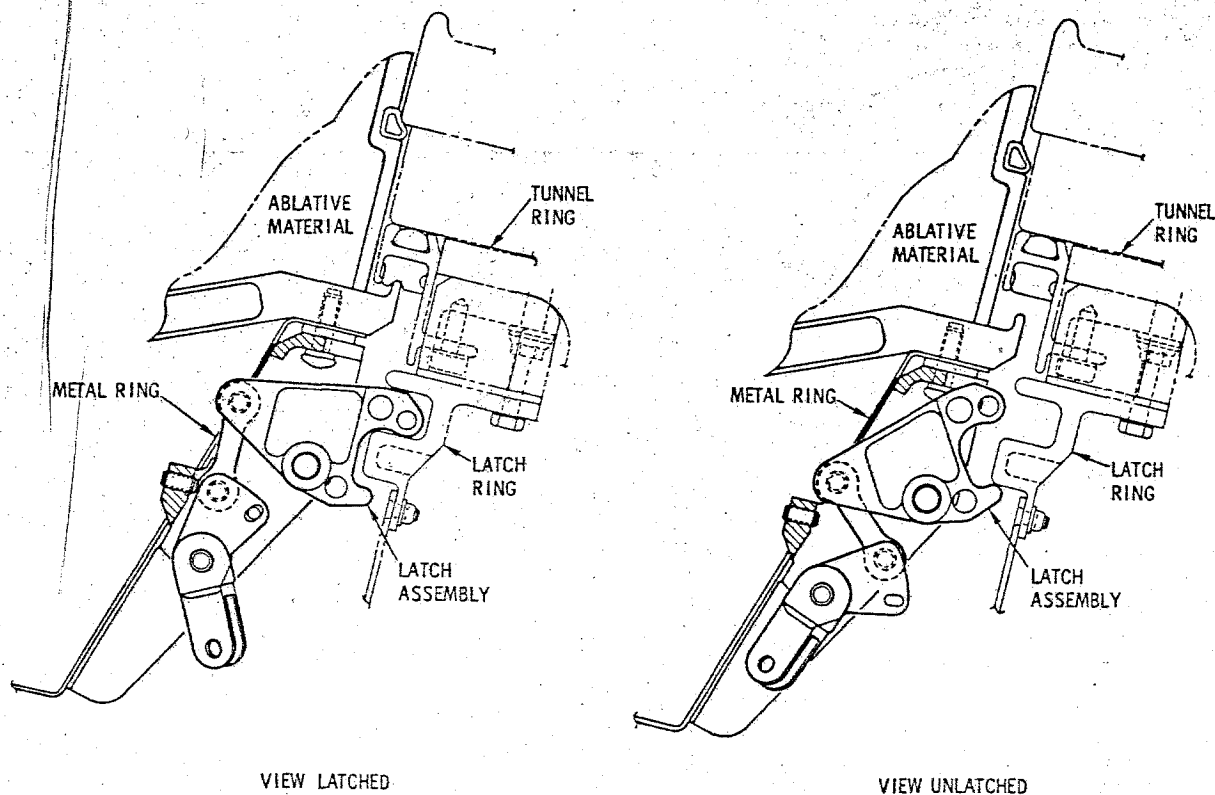 ABLATIVE
MATERIAL
TUNNEL
RING
METAL RING
LATCH
RING
LATCH
ASSEMBLY
VIEW LATCHED
ABLATIVE
MATERIAL
TUNNEL
RING
METAL RING
LATCH
RING
LATCH
ASSEMBLY
VIEW UNLATCHED